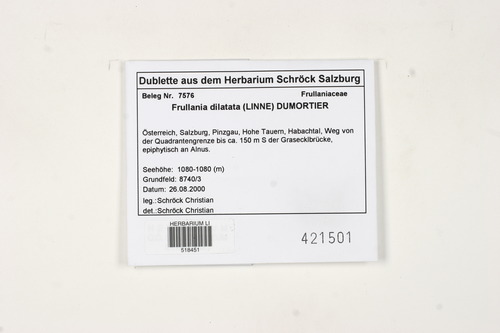 Dublette aus dem Herbarium Schröck Salzburg
Beleg Nr. 7576 Frullaniaceae
Frullania dilatata (LINNE) DUMORTIER
Österreich, Salzburg, Pinzgau, Hohe Tauern, Habachtal, Weg von
der Quadrantengrenze bis ca. 150 m S der Grasecklbrücke,
epiphytisch an Alnus.
Seehöhe: 1080-1080 (m)
Grundfeld: 8740/3
Datum: 26.08.2000
leg.:Schröck Christian
det.:Schröck Christian
HERBARIUM LI
518451
421501